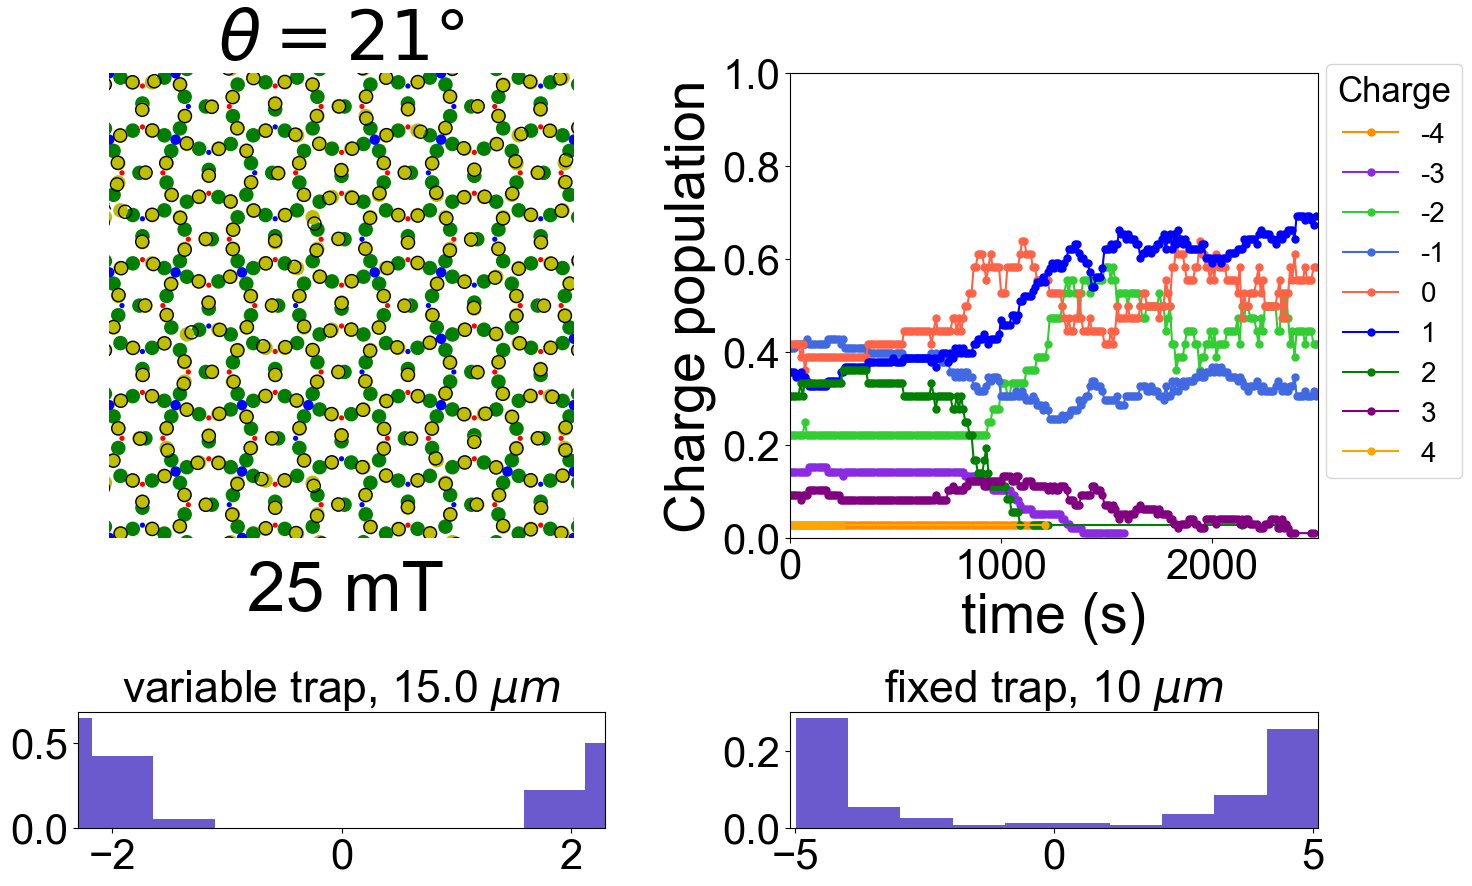 θ = 21°
25 mT
Charge population
1.0
0.8
0.6
0.4
0.2
0.0
0 1000 2000
time (s)
Charge
-4
-3
-2
-1
0
1
2
3
4
variable trap, 15.0 μm
0.5
0.0
−2 0 2
fixed trap, 10 μm
0.2
0.0
−5 0 5